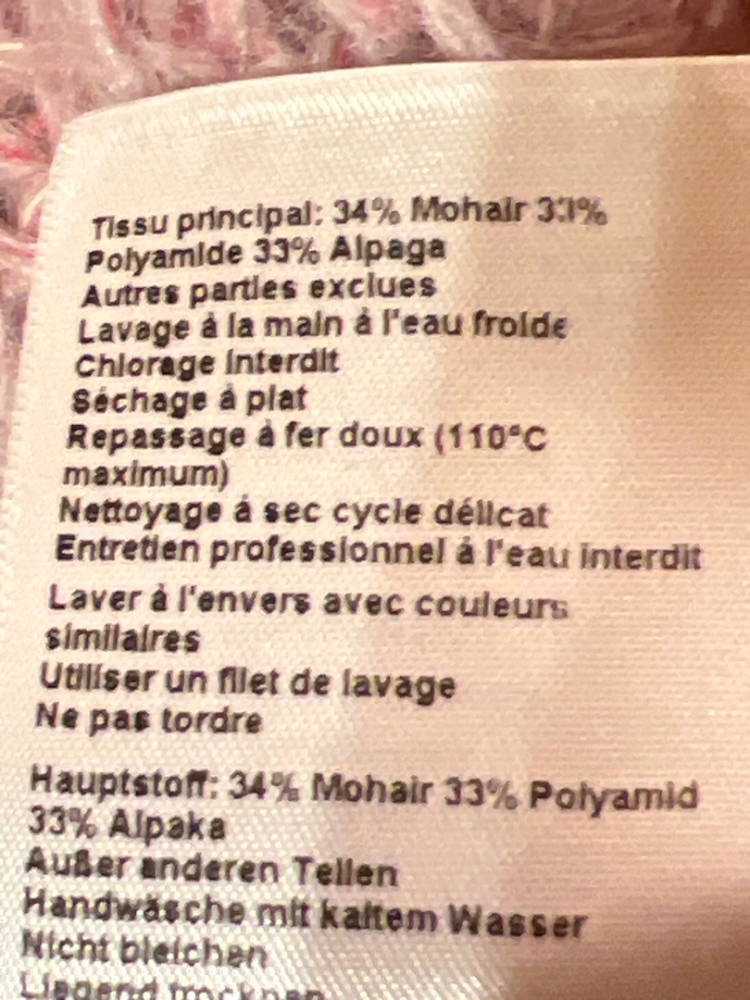 Tissu principal: 34% Mohair 33%
Polyamide 33% Alpaga
Autres parties exclues
Lavage à la main à l'eau froide
Chlorage interdit
Séchage à plat
Repassage à fer doux (110°C
maximum)
Nettoyage à sec cycle délicat
Entretien professionnel à l'eau interdit
Laver à l'envers avec couleurs
similaires
Utiliser un filet de lavage
Ne pas tordre
Hauptstoff: 34% Mohair 33% Polyamid
33% Alpaka
Außer anderen Teilen
Handwäsche mit kaltem Wasser
Nicht bleichen
Liegend trocknen